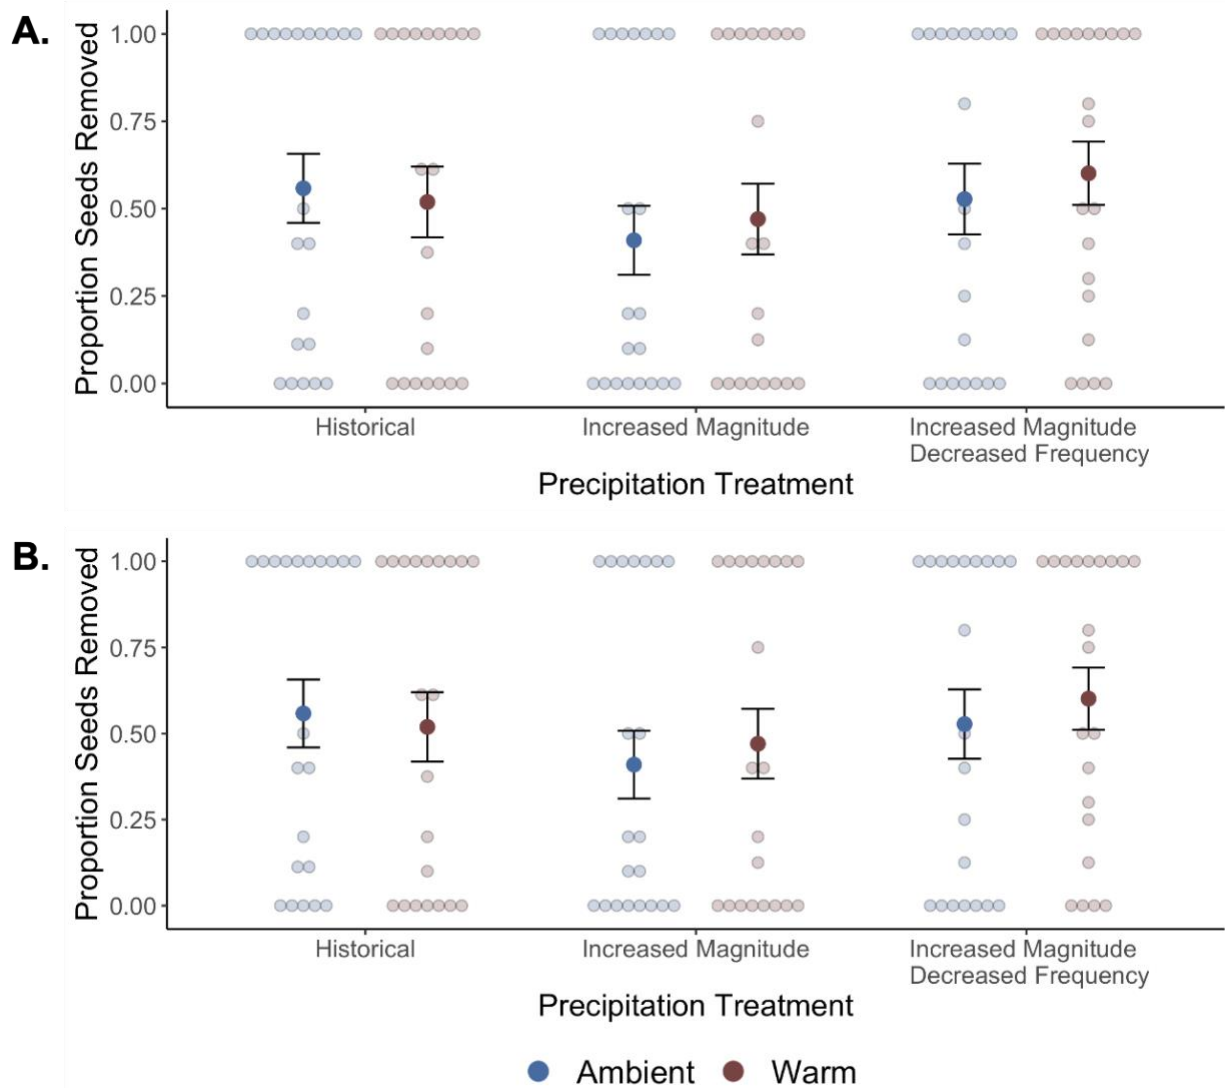 A.
Proportion Seeds Removed
1.00
0.75
0.50
0.25
0.00
Historical
Increased Magnitude
Increased Magnitude
Decreased Frequency
Precipitation Treatment
B.
Proportion Seeds Removed
1.00
0.75
0.50
0.25
0.00
Historical
Increased Magnitude
Increased Magnitude
Decreased Frequency
Precipitation Treatment
Ambient
Warm